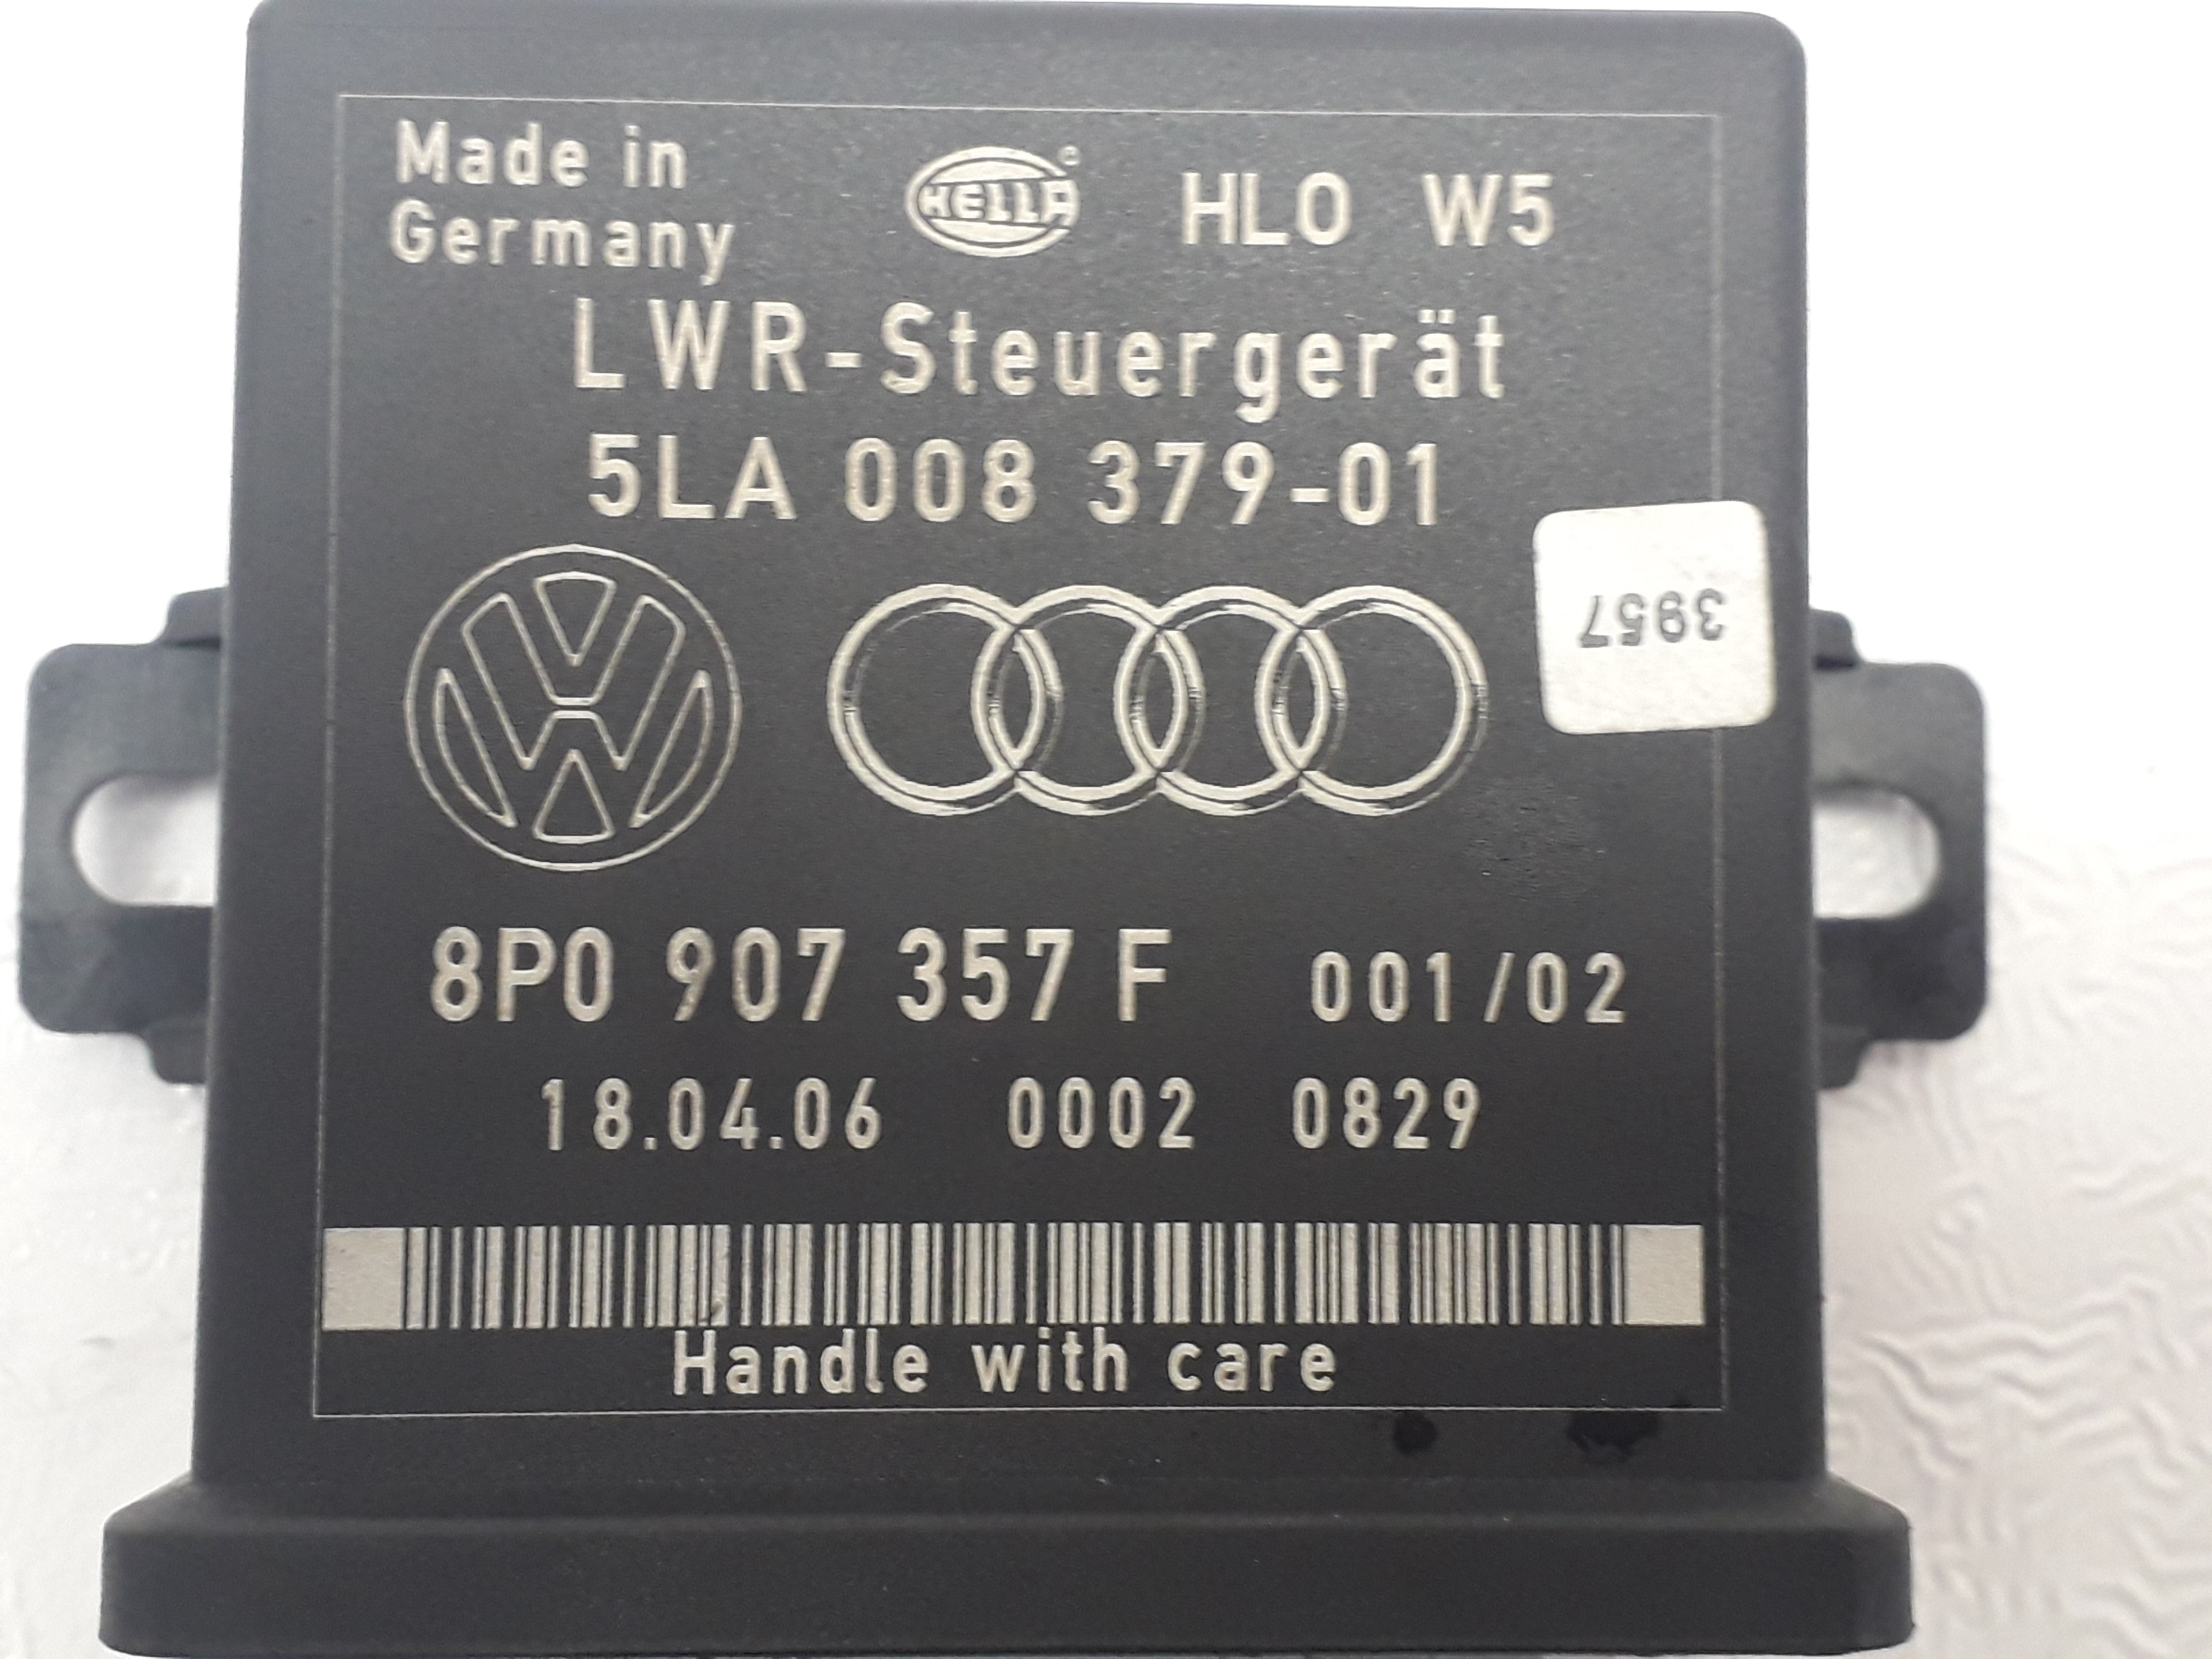 Made in
Germany
HELLA HLO W5
LWR-Steuergerät
5LA 008 379-01
3957
8P0 907 357 F 001/02
18.04.06 0002 0829
Handle with care